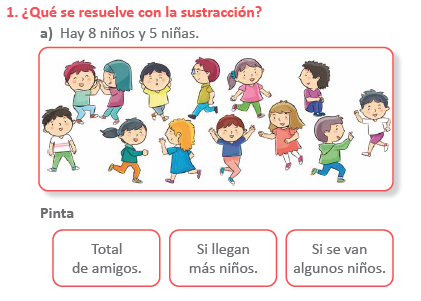 1. ¿Qué se resuelve con la sustracción?
a) Hay 8 niños y 5 niñas.
Pinta
Total
de amigos.
Si llegan
más niños.
Si se van
algunos niños.